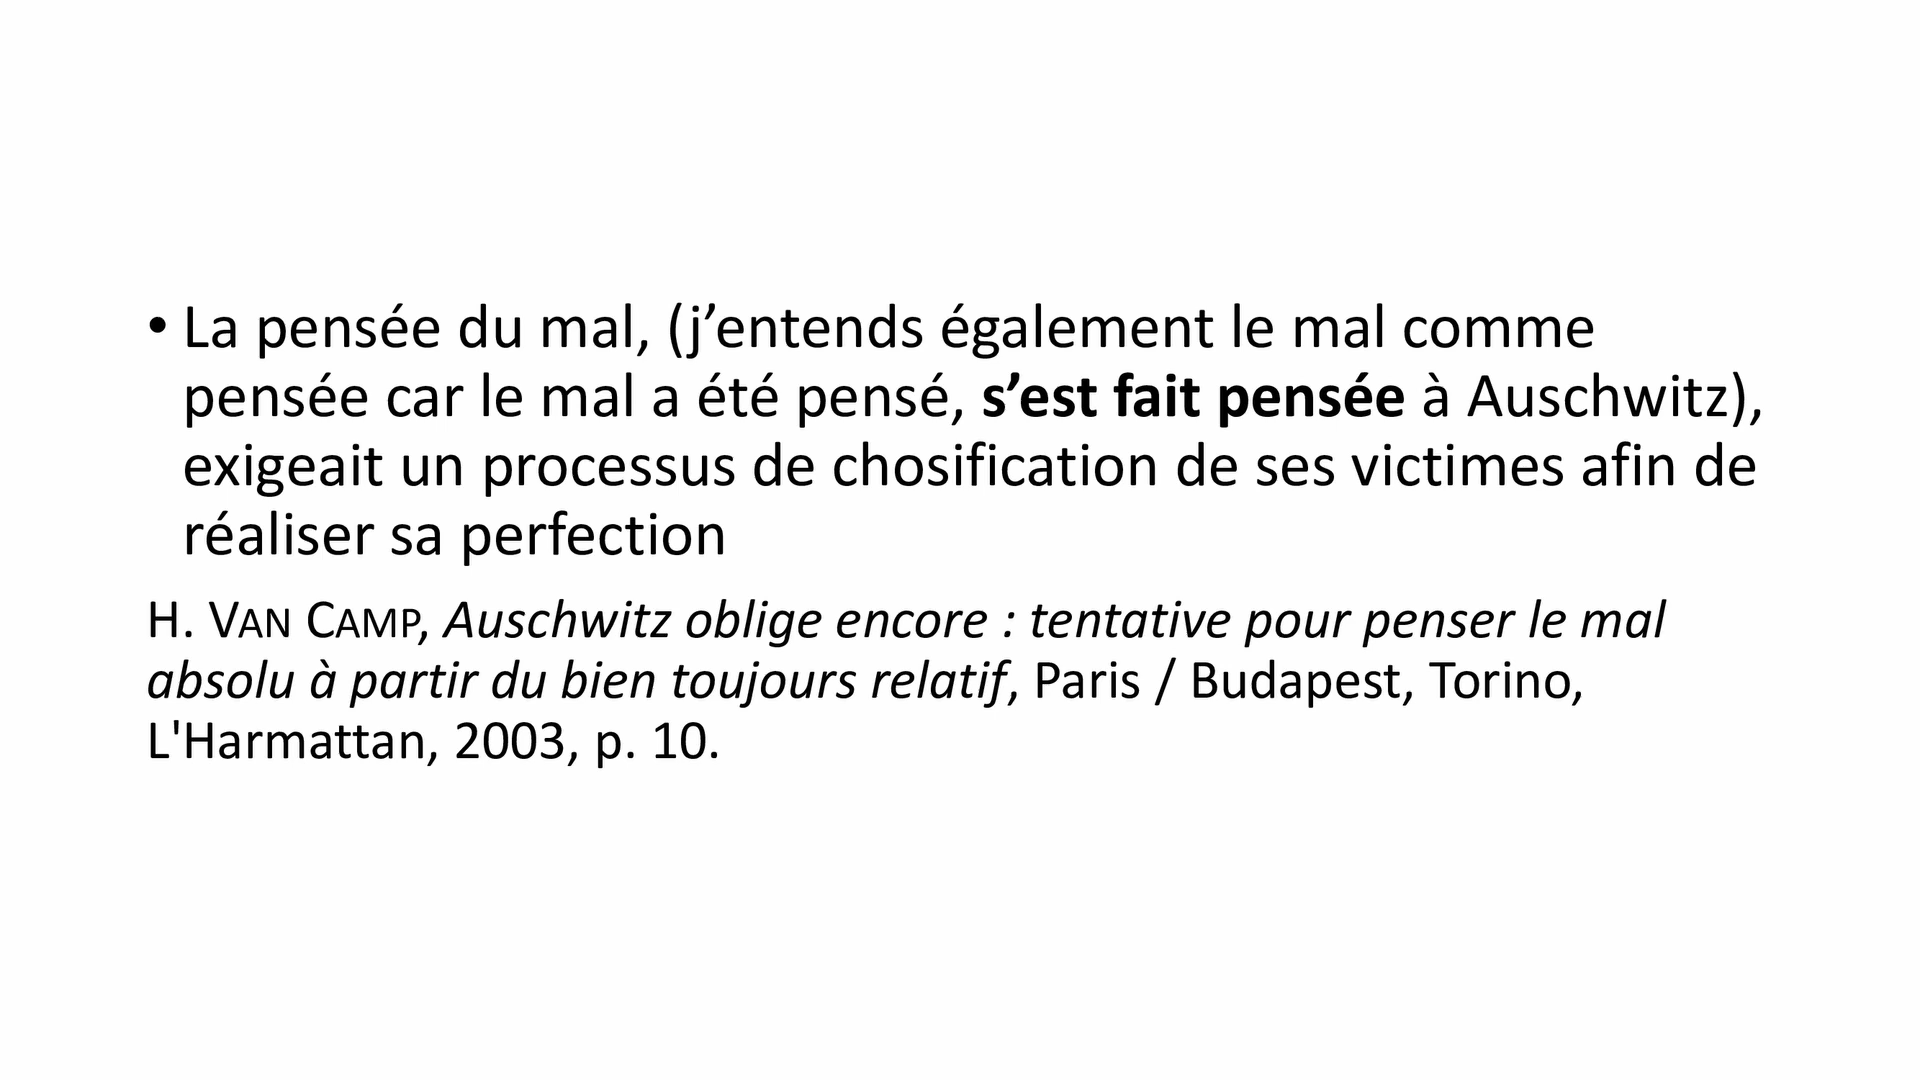 • La pensée du mal, (j’entends également le mal comme
pensée car le mal a été pensé, s’est fait pensée à Auschwitz),
exigeait un processus de chosification de ses victimes afin de
réaliser sa perfection
H. VAN CAMP, Auschwitz oblige encore : tentative pour penser le mal
absolu à partir du bien toujours relatif, Paris / Budapest, Torino,
L'Harmattan, 2003, p. 10.